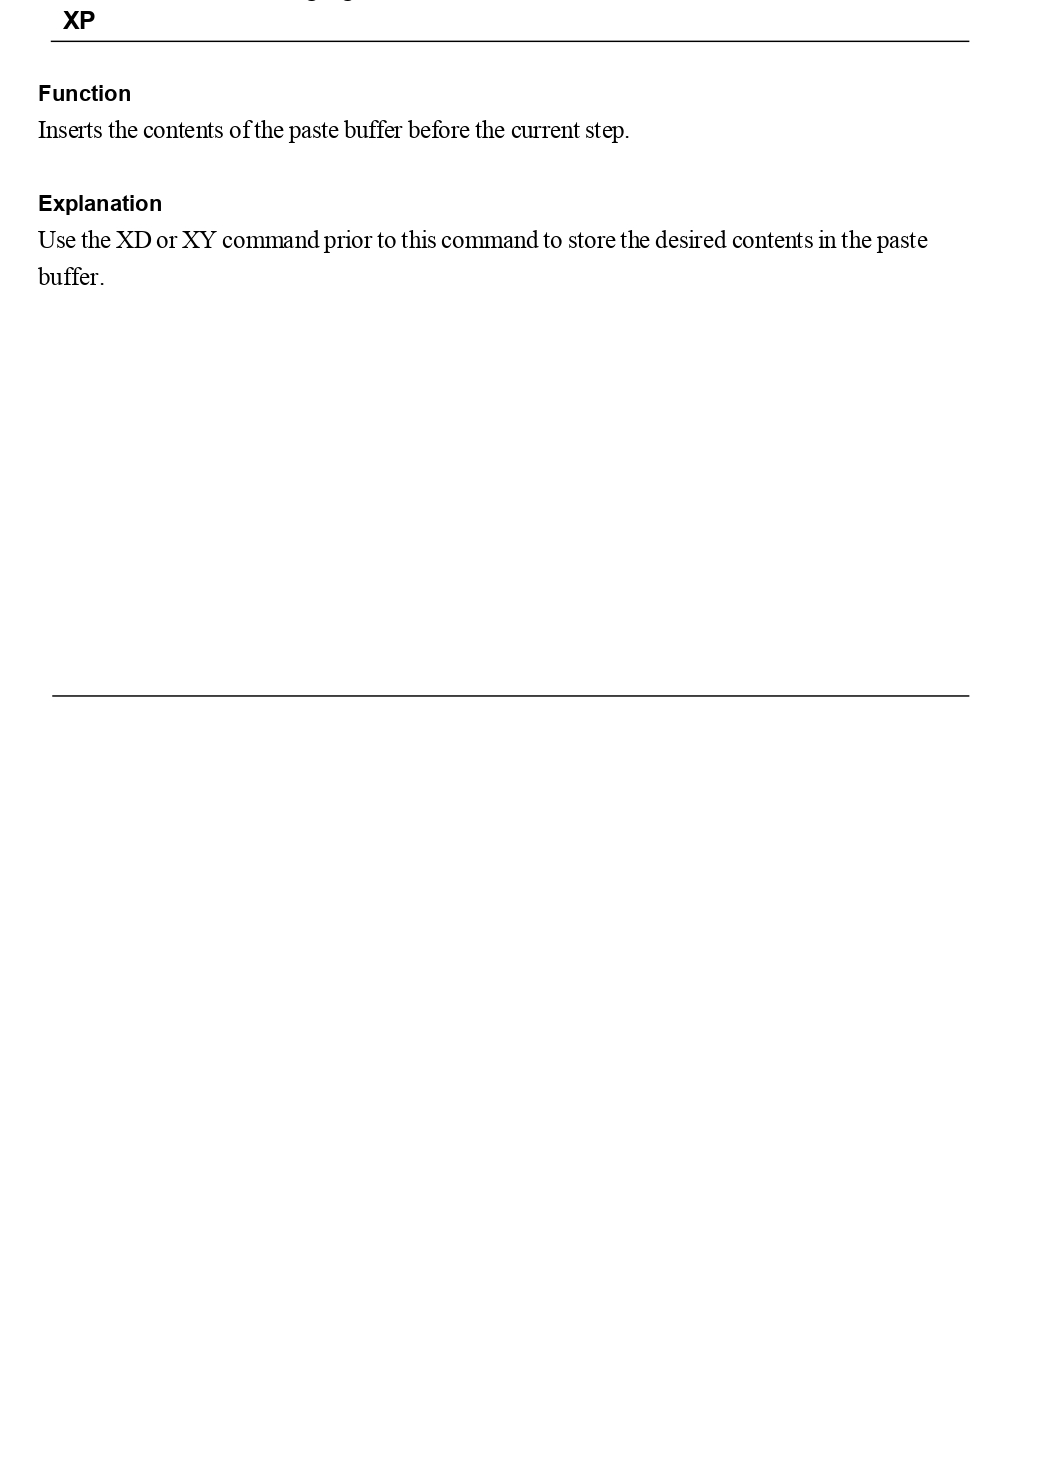 XP
Function
Inserts the contents of the paste buffer before the current step.
Explanation
Use the XD or XY command prior to this command to store the desired contents in the paste
buffer.